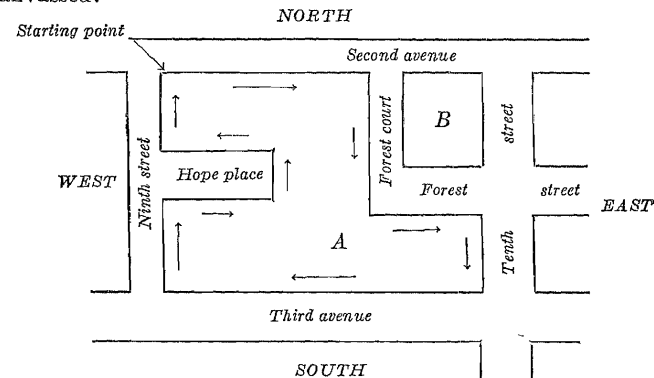 NORTH
Starting point
Second avenue
Ninth street
Hope place
WEST
Forest court
B
street
Forest
street
EAST
A
Tenth
Third avenue
SOUTH